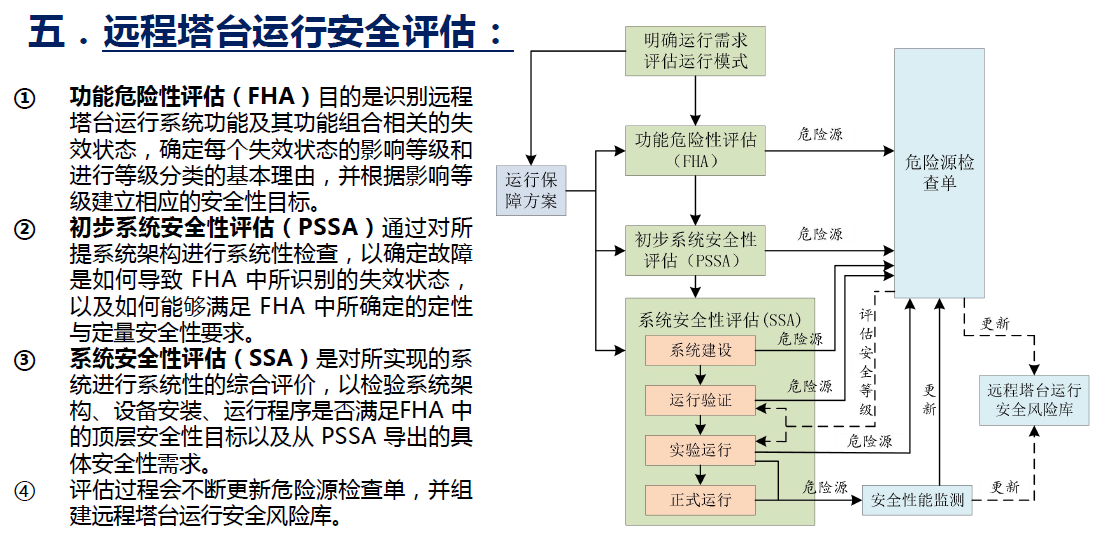 五．远程塔台运行安全评估：
① 功能危险性评估（FHA）目的是识别远程
塔台运行系统功能及其功能组合相关的失
效状态，确定每个失效状态的影响等级和
进行等级分类的基本理由，并根据影响等
级建立相应的安全性目标。
② 初步系统安全性评估（PSSA）通过对所
提系统架构进行系统性检查，以确定故障
是如何导致 FHA 中所识别的失效状态，
以及如何能够满足 FHA 中所确定的定性
与定量安全性要求。
③ 系统安全性评估（SSA）是对所实现的系
统进行系统性的综合评价，以检验系统架
构、设备安装、运行程序是否满足FHA 中
的顶层安全性目标以及从 PSSA 导出的具
体安全性需求。
④ 评估过程会不断更新危险源检查单，并组
建远程塔台运行安全风险库。
明确运行需求
评估运行模式
功能危险性评估
（FHA）
危险源
危险源检
查单
运行保
障方案
初步系统安全性
评估（PSSA）
危险源
系统安全性评估(SSA)
系统建设
危险源
评估安全等级
更新
运行验证
危险源
更新
远程塔台运行
安全风险库
实验运行
危险源
正式运行
危险源
安全性能监测
更新